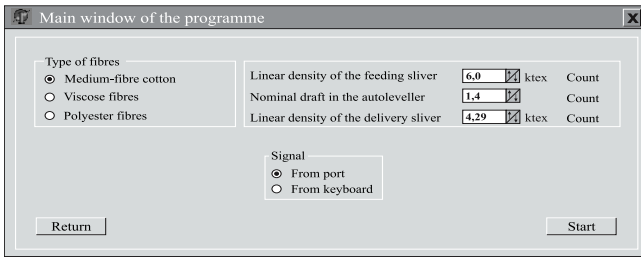 Main window of the programme
X
Type of fibres
Medium-fibre cotton
Viscose fibres
Polyester fibres
Linear density of the feeding sliver 6,0 ktex Count
Nominal draft in the autoleveller 1,4 Count
Linear density of the delivery sliver 4,29 ktex Count
Signal
From port
From keyboard
Return
Start